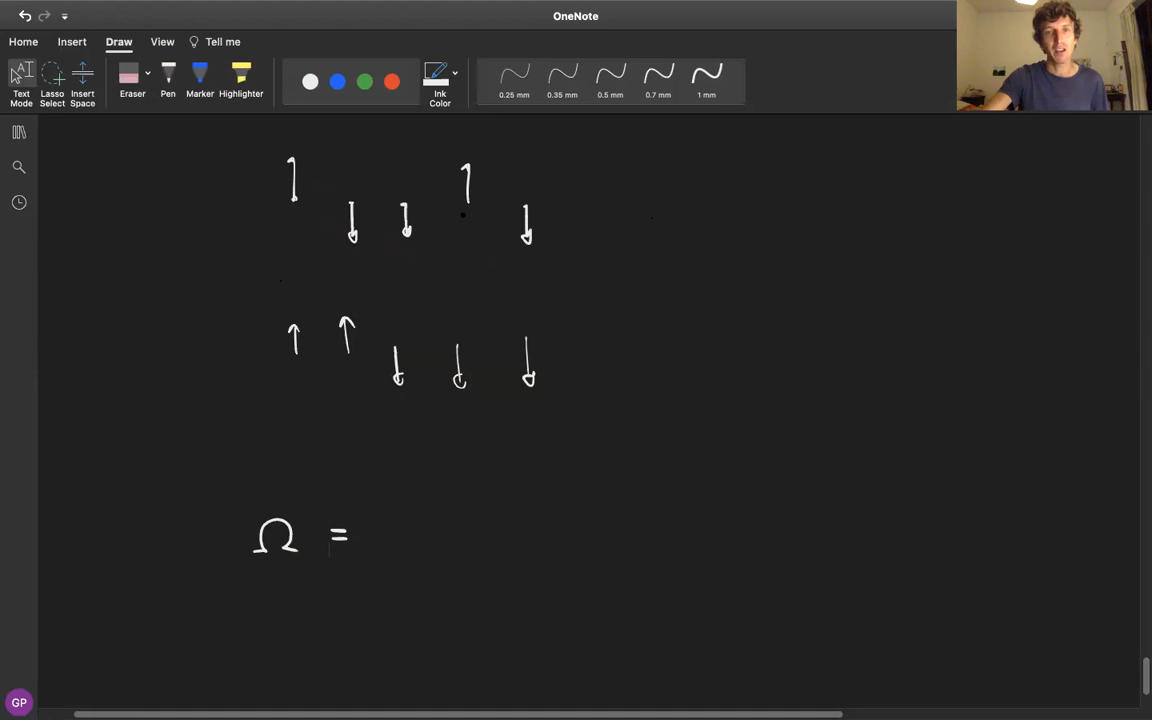 OneNote
Home Insert Draw View Tell me
Text Mode
Lasso Select
Insert Space
Eraser
Pen
Marker
Highlighter
Ink Color
0.25 mm
0.35 mm
0.5 mm
0.7 mm
1 mm
↿ ↓ ↓ ↿ ↓
↑ ↑ ↓ ↓ ↓
Ω =
GP